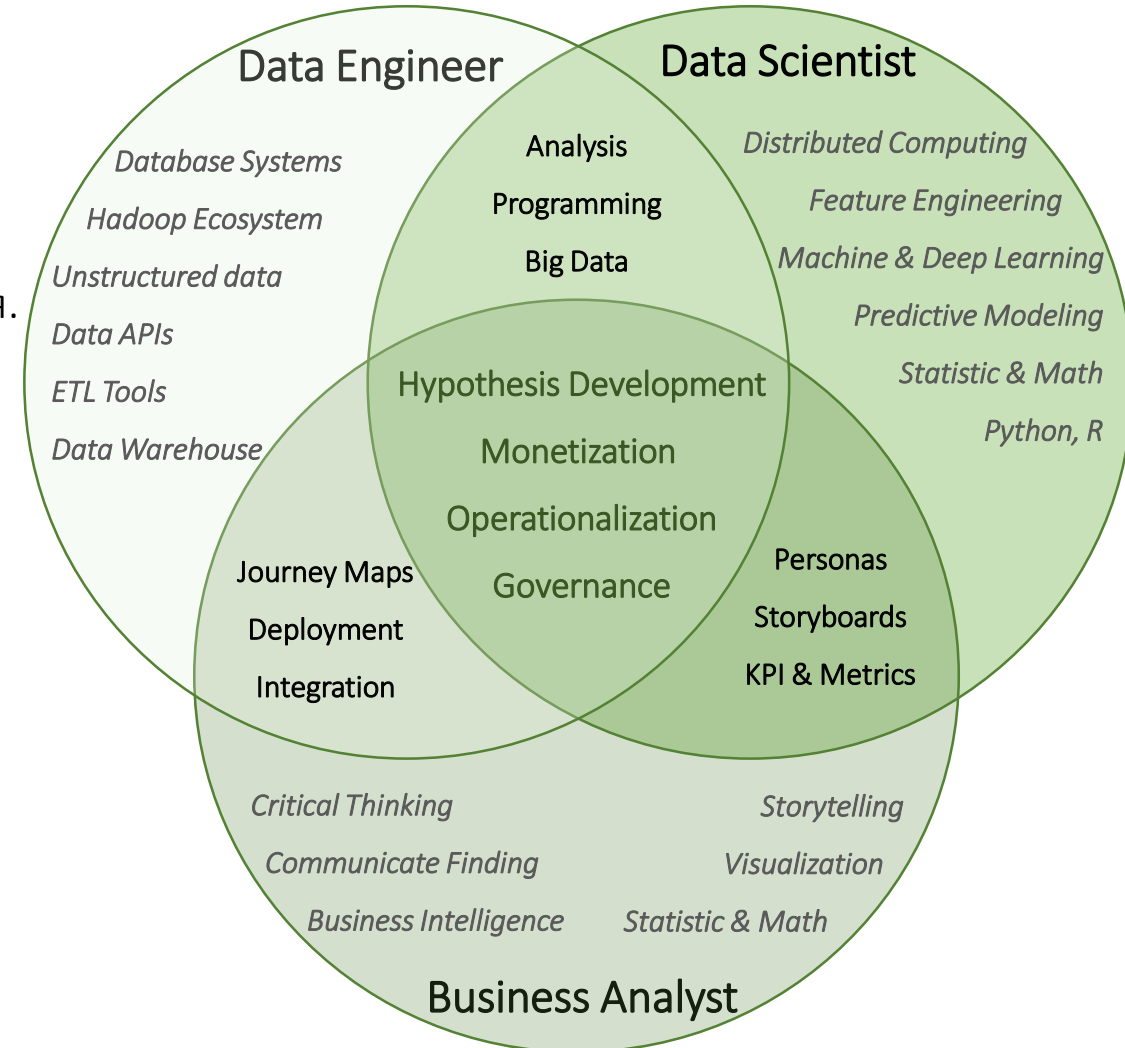 Data Engineer
Data Scientist
Database Systems
Hadoop Ecosystem
Unstructured data
Data APIs
ETL Tools
Data Warehouse
Analysis
Programming
Big Data
Distributed Computing
Feature Engineering
Machine & Deep Learning
Predictive Modeling
Statistic & Math
Python, R
Hypothesis Development
Monetization
Operationalization
Governance
Journey Maps
Deployment
Integration
Personas
Storyboards
KPI & Metrics
Critical Thinking
Communicate Finding
Business Intelligence
Storytelling
Visualization
Statistic & Math
Business Analyst